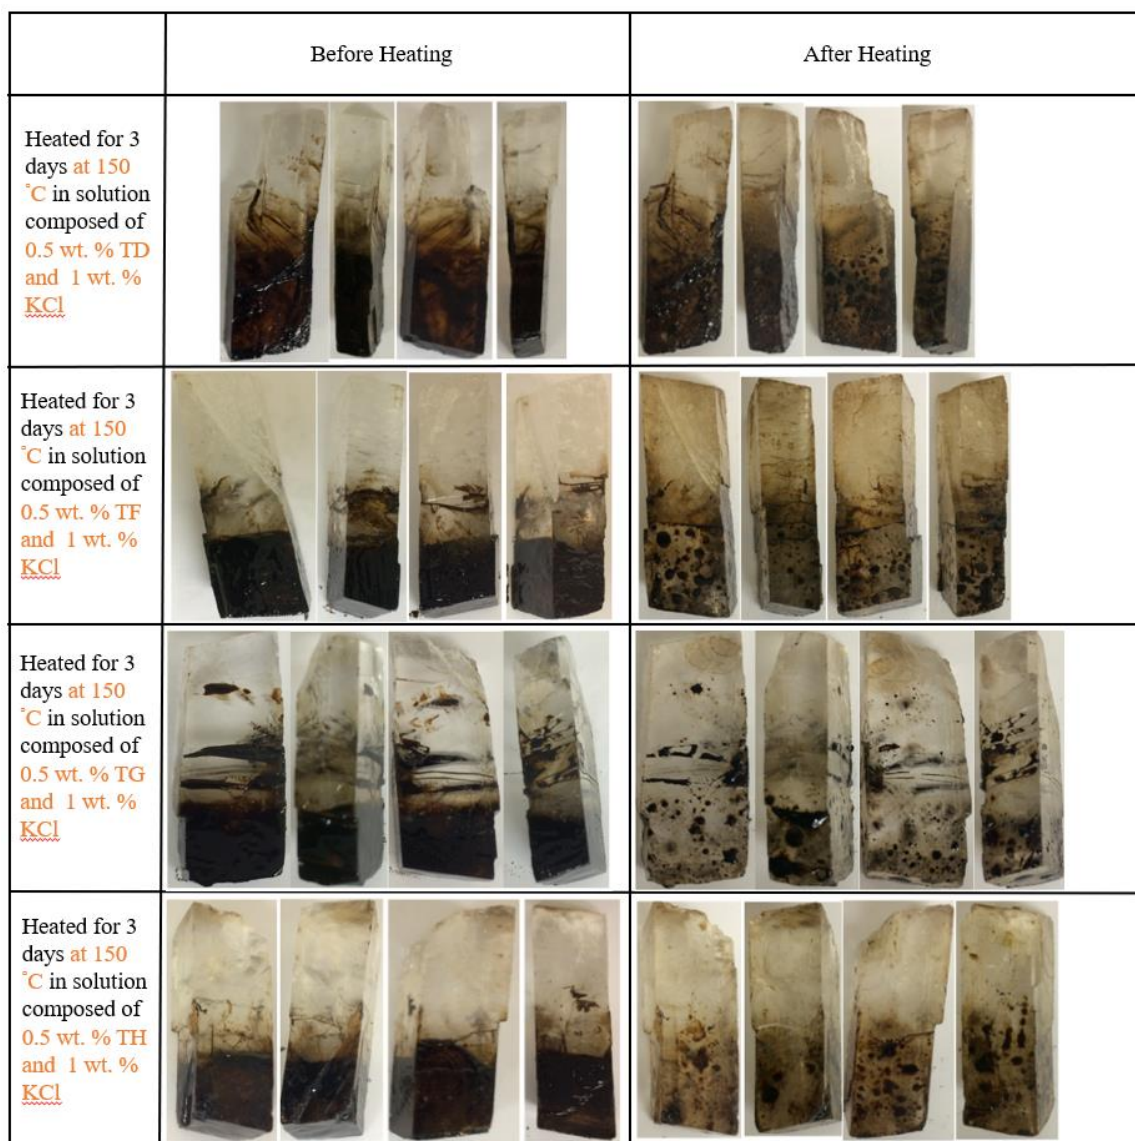 Before Heating
After Heating
Heated for 3
days at 150
°C in solution
composed of
0.5 wt. % TD
and 1 wt. %
KCl
Heated for 3
days at 150
°C in solution
composed of
0.5 wt. % TF
and 1 wt. %
KCl
Heated for 3
days at 150
°C in solution
composed of
0.5 wt. % TG
and 1 wt. %
KCl
Heated for 3
days at 150
°C in solution
composed of
0.5 wt. % TH
and 1 wt. %
KCl